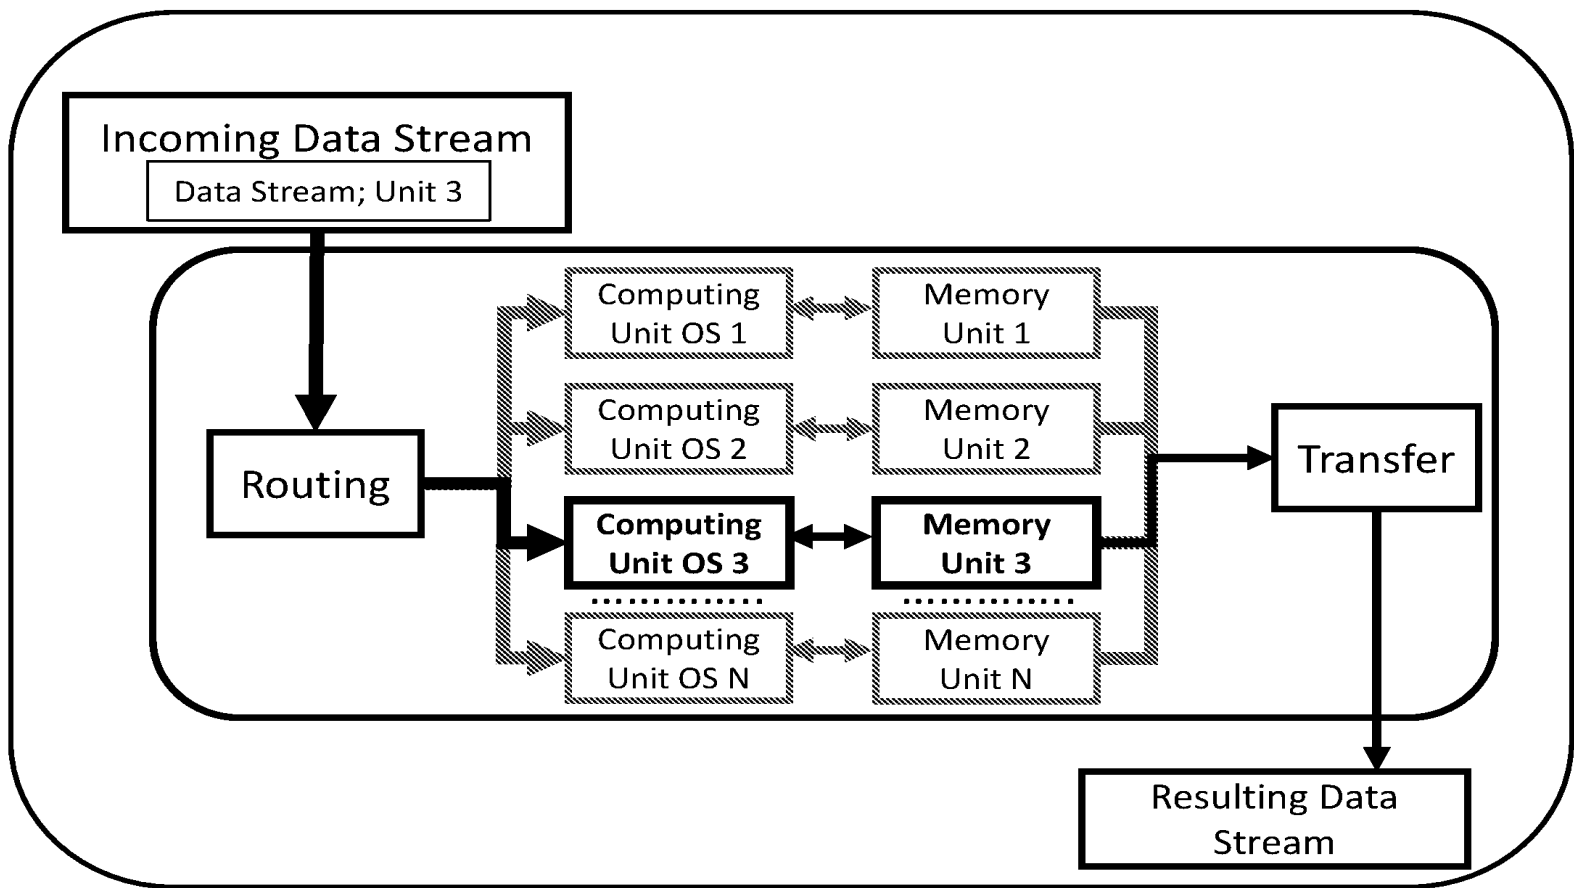 Incoming Data Stream
Data Stream; Unit 3
Computing
Unit OS 1
Memory
Unit 1
Computing
Unit OS 2
Memory
Unit 2
Routing
Transfer
Computing
Unit OS 3
Memory
Unit 3
Computing
Unit OS N
Memory
Unit N
Resulting Data
Stream